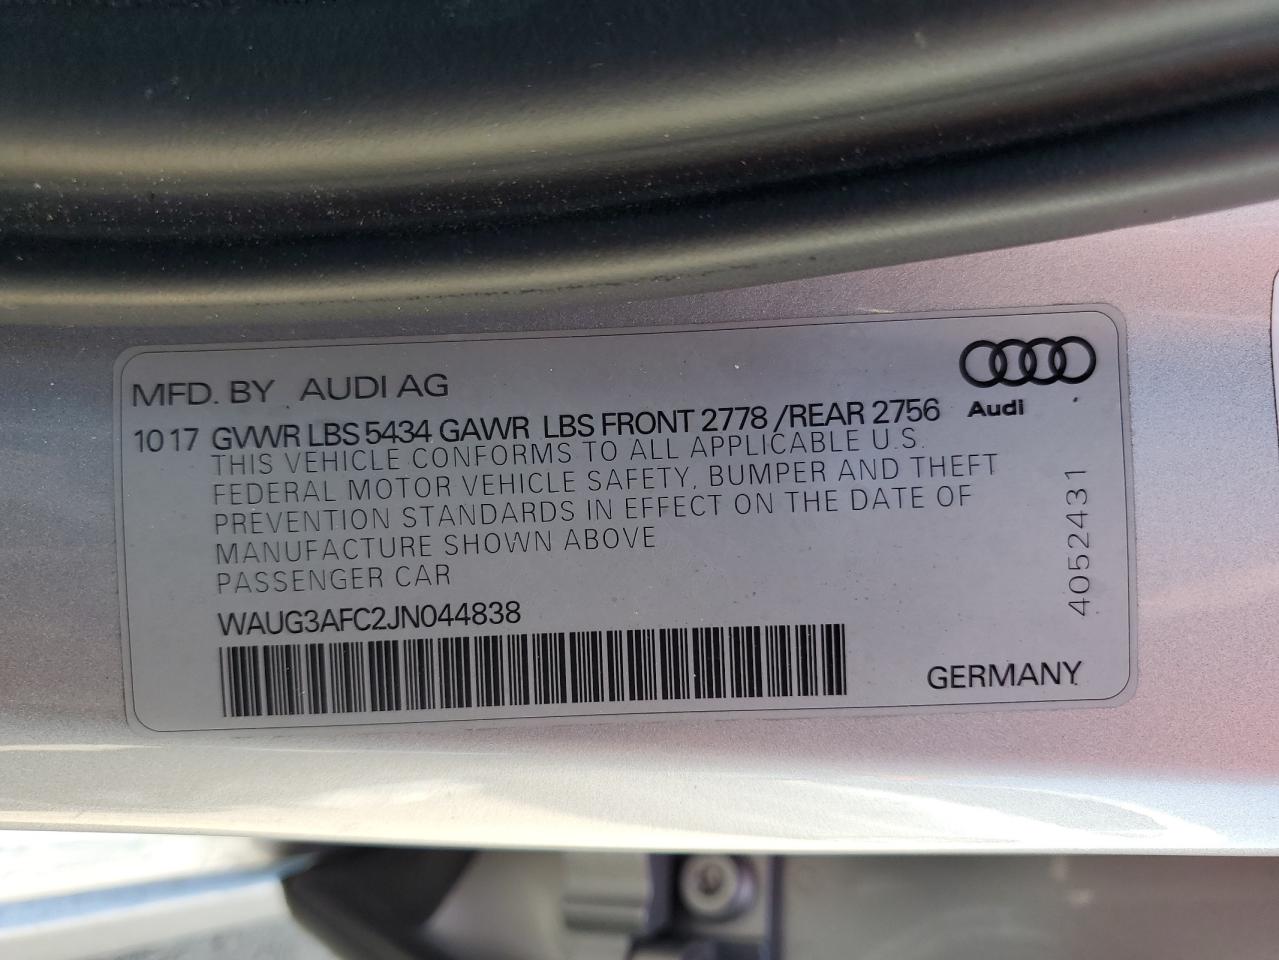 MFD. BY AUDI AG
Audi
10 17 GVWR LBS 5434 GAWR LBS FRONT 2778 /REAR 2756
THIS VEHICLE CONFORMS TO ALL APPLICABLE U.S.
FEDERAL MOTOR VEHICLE SAFETY, BUMPER AND THEFT
PREVENTION STANDARDS IN EFFECT ON THE DATE OF
MANUFACTURE SHOWN ABOVE
PASSENGER CAR
WAUG3AFC2JN044838
4052431
GERMANY